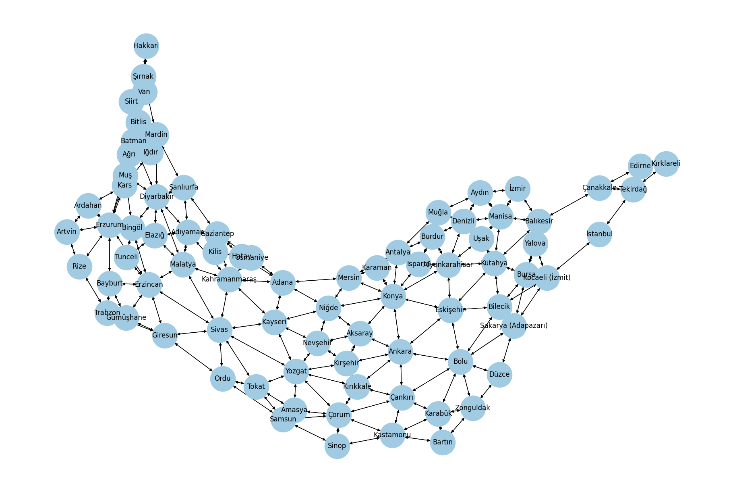 Hakkari
Şırnak
Van
Siirt
Bitlis
Batman
Mardin
Ağrı
Iğdır
Muş
Kars
Diyarbakır
Şanlıurfa
Ardahan
Artvin
Erzurum
Bingöl
Elazığ
Adıyaman
Gaziantep
Kilis
Hatay
Osmaniye
Rize
Tunceli
Malatya
Kahramanmaraş
Adana
Bayburt
Erzincan
Trabzon
Gümüşhane
Giresun
Sivas
Kayseri
Niğde
Mersin
Karaman
Konya
Antalya
Isparta
Burdur
Muğla
Aydın
İzmir
Denizli
Manisa
Uşak
Afyonkarahisar
Kütahya
Balıkesir
Yalova
Bursa
Kocaeli (İzmit)
Çanakkale
Edirne
Kırklareli
Tekirdağ
İstanbul
Bilecik
Sakarya (Adapazarı)
Eskişehir
Nevşehir
Aksaray
Kırşehir
Ankara
Bolu
Düzce
Yozgat
Kırıkkale
Ordu
Tokat
Amasya
Samsun
Çorum
Çankırı
Karabük
Zonguldak
Kastamonu
Bartın
Sinop